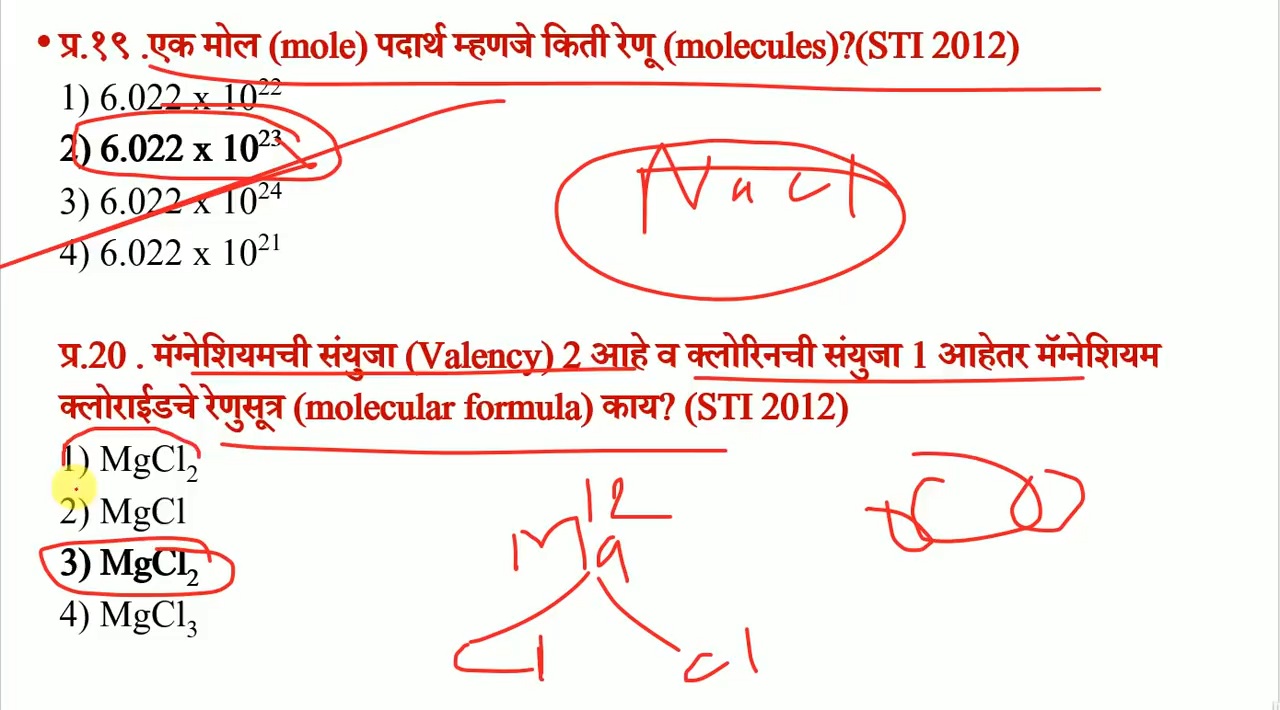 • प्र.१९ .एक मोल (mole) पदार्थ म्हणजे किती रेणू (molecules)?(STI 2012)
1) 6.022 x 10²²
2) 6.022 x 10²³
3) 6.022 x 10²⁴
4) 6.022 x 10²¹
NaCl
प्र.20 . मॅग्नेशियमची संयुजा (Valency) 2 आहे व क्लोरिनची संयुजा 1 आहेतर मॅग्नेशियम
क्लोराईडचे रेणुसूत्र (molecular formula) काय? (STI 2012)
1) MgCl₂
2) MgCl
3) MgCl₂
4) MgCl₃
12
Mg
Cl Cl